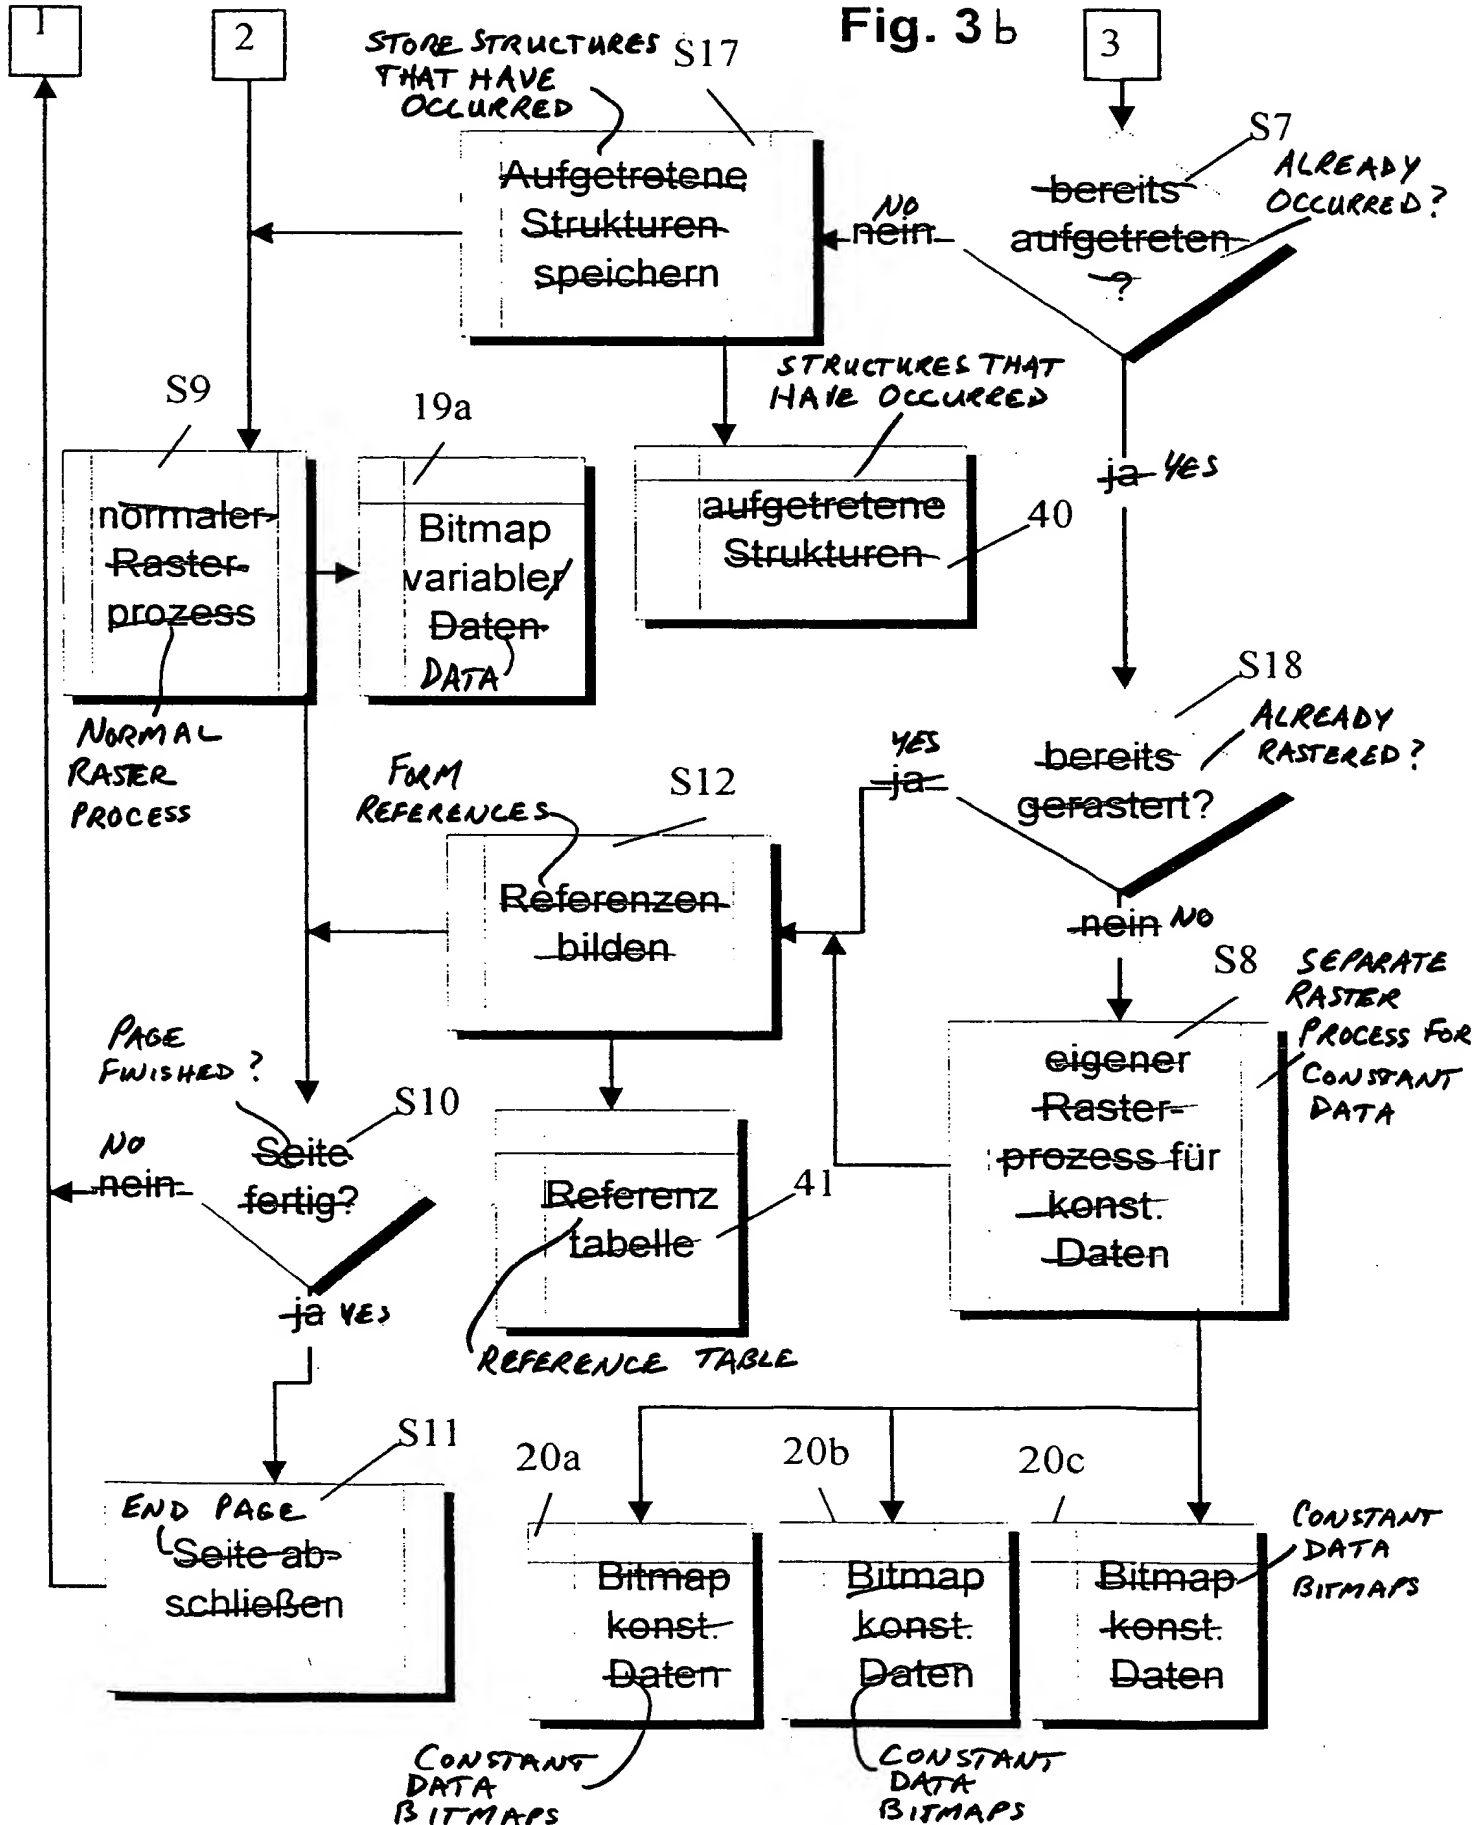 1
2
Fig. 3b
3
STORE STRUCTURES
THAT HAVE
OCCURRED
S17
Aufgetretene
Strukturen
speichern
NO
nein
S7
ALREADY
OCCURRED?
bereits
aufgetreten
?
STRUCTURES THAT
HAVE OCCURRED
aufgetretene
Strukturen
40
ja YES
S9
normaler
Raster-
prozess
NORMAL
RASTER
PROCESS
19a
Bitmap
variabler
Daten
DATA
S18
ALREADY
RASTERED?
bereits
gerastert?
YES
ja
nein NO
FORM
REFERENCES
S12
Referenzen
bilden
S8
SEPARATE
RASTER
PROCESS FOR
CONSTANT
DATA
eigener
Raster-
prozess für
konst.
Daten
PAGE
FINISHED?
S10
Seite
fertig?
NO
nein
ja YES
Referenz
tabelle
41
REFERENCE TABLE
S11
END PAGE
Seite ab-
schließen
20a
Bitmap
konst.
Daten
CONSTANT
DATA
BITMAPS
20b
Bitmap
konst.
Daten
CONSTANT
DATA
BITMAPS
20c
Bitmap
konst.
Daten
CONSTANT
DATA
BITMAPS